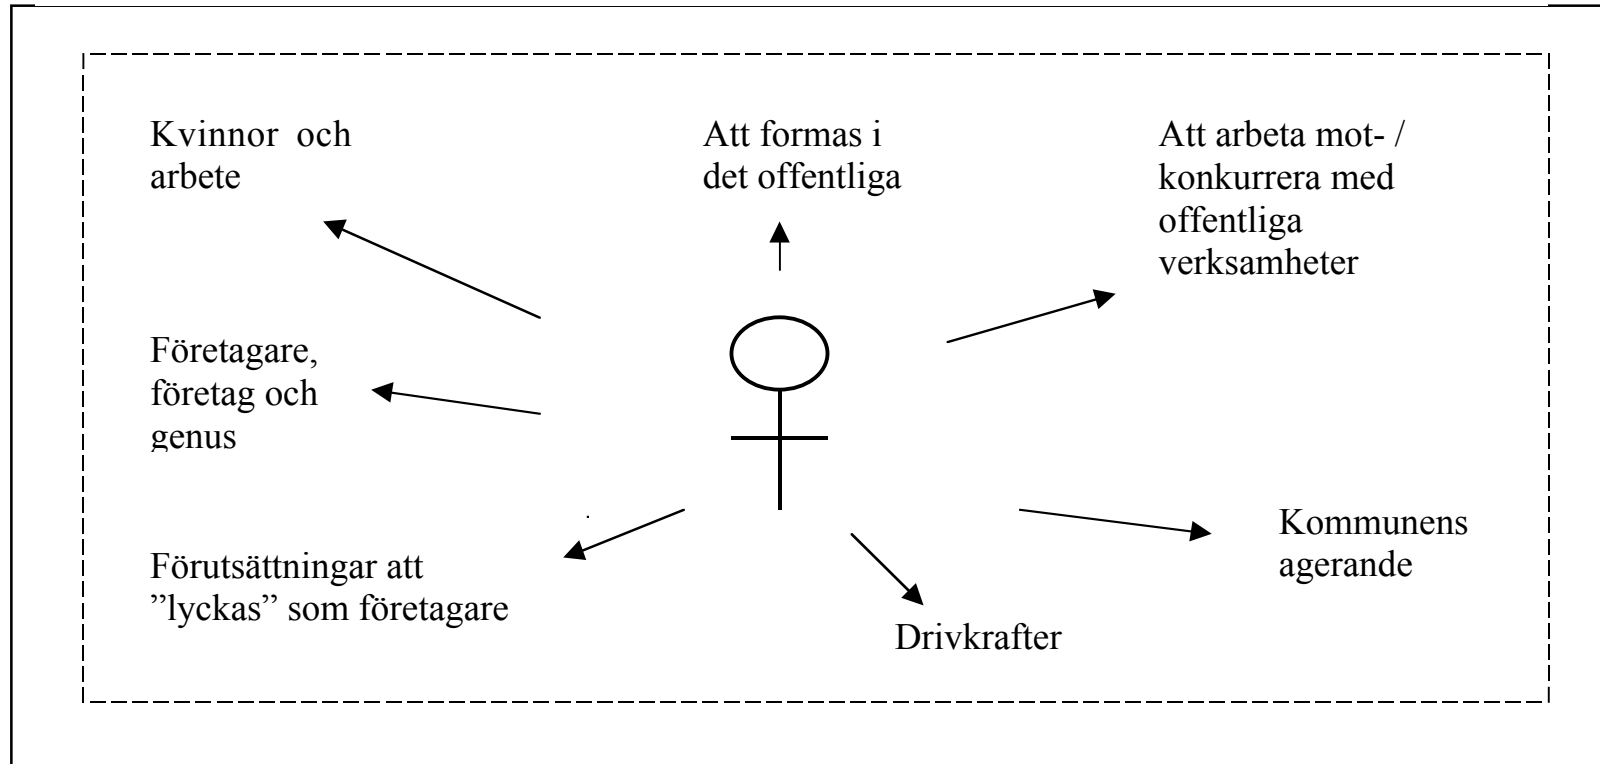 Kvinnor och
arbete
Att formas i
det offentliga
Att arbeta mot- /
konkurrera med
offentliga
verksamheter
Företagare,
företag och
genus
Förutsättningar att
”lyckas” som företagare
Drivkrafter
Kommunens
agerande